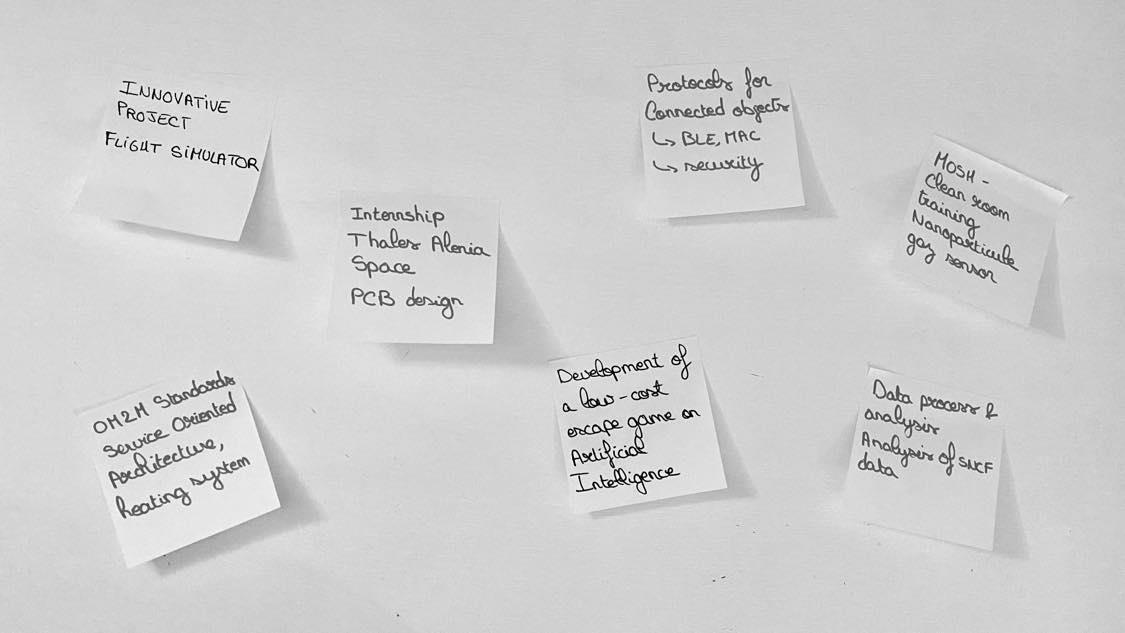 INNOVATIVE
PROJECT
FLIGHT SIMULATOR
Internship
Thales Alenia
Space
PCB design
Protocols for
Connected objects
↳ BLE, MAC
↳ security
MOSH -
Clean room
training
Nanoparticule
gaz sensor
OM2M Standards
Service Oriented
Architecture,
heating system
Development of
a low-cost
escape game on
Artificial
Intelligence
Data process &
analysis
Analysis of SNCF
data